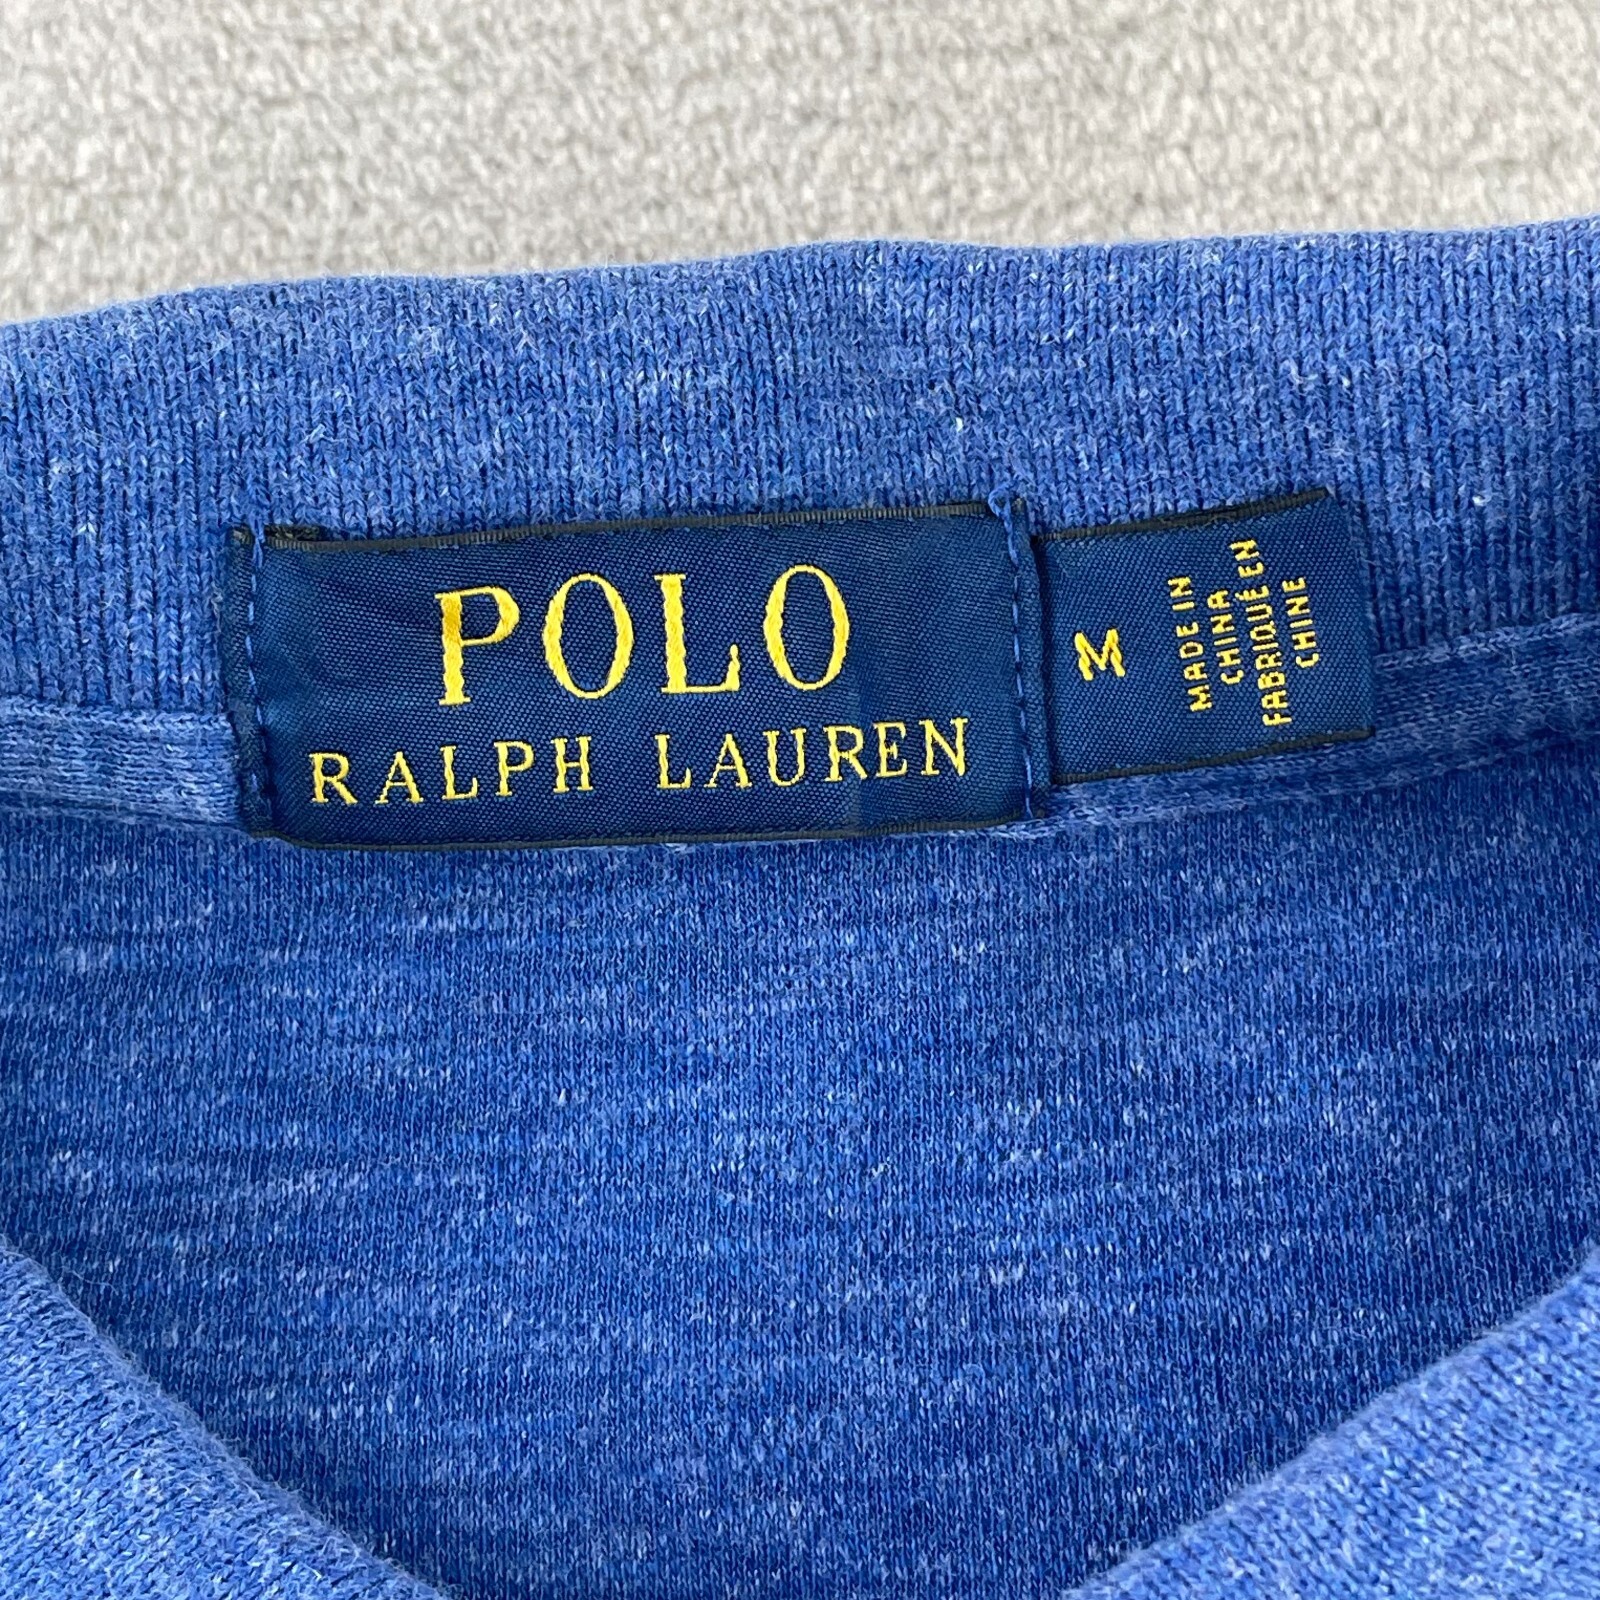 POLO
RALPH LAUREN
M
MADE IN
CHINA
FABRIQUÉ EN
CHINE